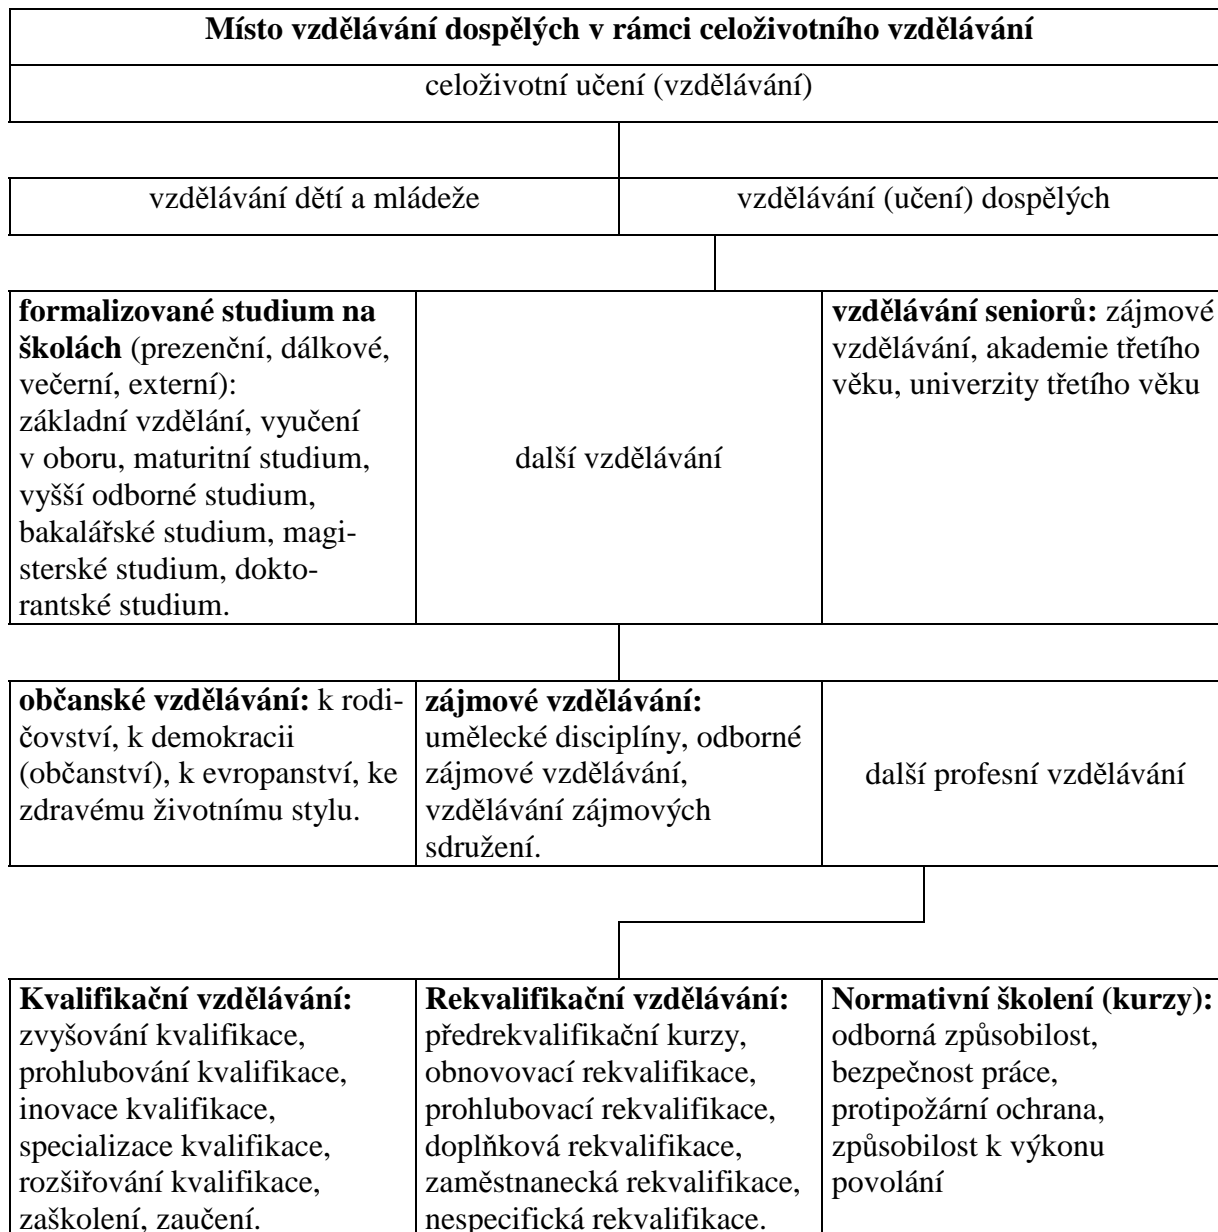 Místo vzdělávání dospělých v rámci celoživotního vzdělávání
celoživotní učení (vzdělávání)
vzdělávání dětí a mládeže
vzdělávání (učení) dospělých
formalizované studium na
školách (prezenční, dálkové,
večerní, externí):
základní vzdělání, vyučení
v oboru, maturitní studium,
vyšší odborné studium,
bakalářské studium, magi-
sterské studium, dokto-
rantské studium.
další vzdělávání
vzdělávání seniorů: zájmové
vzdělávání, akademie třetího
věku, univerzity třetího věku
občanské vzdělávání: k rodi-
čovství, k demokracii
(občanství), k evropanství, ke
zdravému životnímu stylu.
zájmové vzdělávání:
umělecké disciplíny, odborné
zájmové vzdělávání,
vzdělávání zájmových
sdružení.
další profesní vzdělávání
Kvalifikační vzdělávání:
zvyšování kvalifikace,
prohlubování kvalifikace,
inovace kvalifikace,
specializace kvalifikace,
rozšiřování kvalifikace,
zaškolení, zaučení.
Rekvalifikační vzdělávání:
předrekvalifikační kurzy,
obnovovací rekvalifikace,
prohlubovací rekvalifikace,
doplňková rekvalifikace,
zaměstnanecká rekvalifikace,
nespecifická rekvalifikace.
Normativní školení (kurzy):
odborná způsobilost,
bezpečnost práce,
protipožární ochrana,
způsobilost k výkonu
povolání